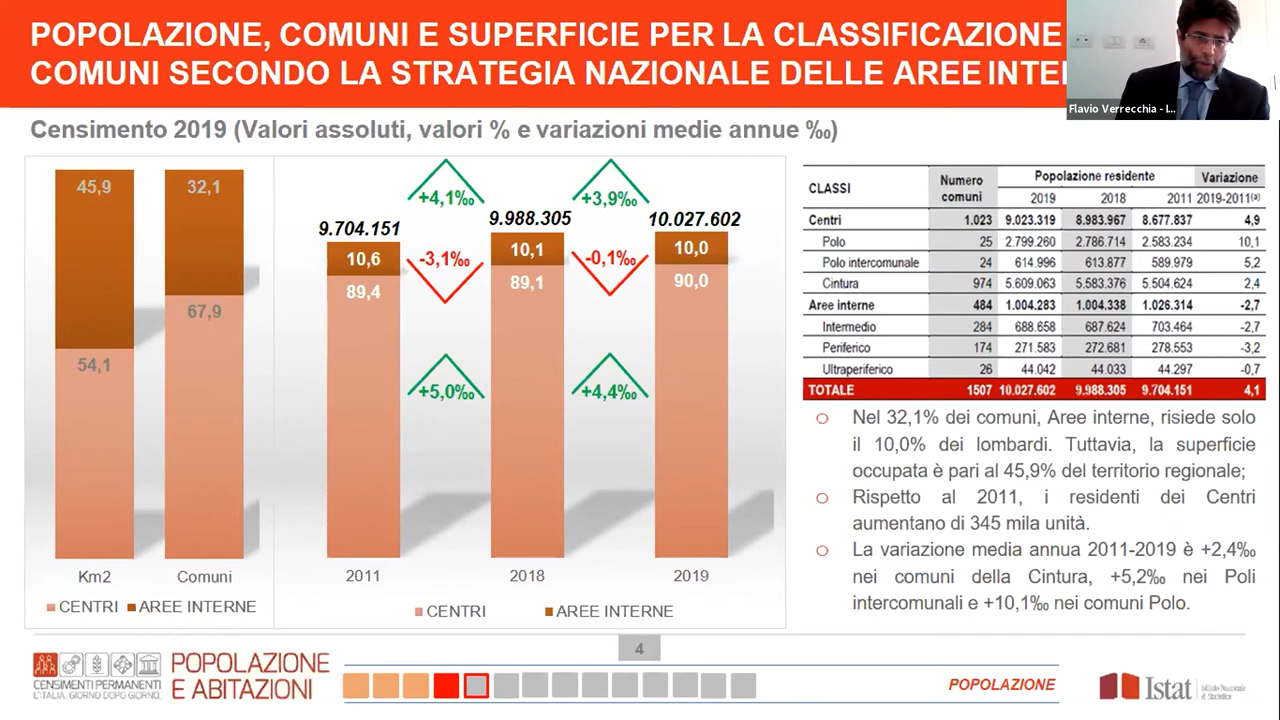 POPOLAZIONE, COMUNI E SUPERFICIE PER LA CLASSIFICAZIONE
COMUNI SECONDO LA STRATEGIA NAZIONALE DELLE AREE INTE
Flavio Verrecchia - I...
Censimento 2019 (Valori assoluti, valori % e variazioni medie annue ‰)
45,9
32,1
54,1
67,9
Km2
Comuni
CENTRI
AREE INTERNE
9.704.151
9.988.305
10.027.602
+4,1‰
+3,9‰
10,6
10,1
10,0
-3,1‰
-0,1‰
89,4
89,1
90,0
+5,0‰
+4,4‰
2011
2018
2019
CENTRI
AREE INTERNE
CLASSI Numero comuni Popolazione residente Variazione
2019 2018 2011 2019-2011(a)
Centri 1.023 9.023.319 8.983.967 8.677.837 4,9
Polo 25 2.799.260 2.786.714 2.583.234 10,1
Polo intercomunale 24 614.996 613.877 589.979 5,2
Cintura 974 5.609.063 5.583.376 5.504.624 2,4
Aree interne 484 1.004.283 1.004.338 1.026.314 -2,7
Intermedio 284 688.658 687.624 703.464 -2,7
Periferico 174 271.583 272.681 278.553 -3,2
Ultraperiferico 26 44.042 44.033 44.297 -0,7
TOTALE 1507 10.027.602 9.988.305 9.704.151 4,1
o Nel 32,1% dei comuni, Aree interne, risiede solo
il 10,0% dei lombardi. Tuttavia, la superficie
occupata è pari al 45,9% del territorio regionale;
o Rispetto al 2011, i residenti dei Centri
aumentano di 345 mila unità.
o La variazione media annua 2011-2019 è +2,4‰
nei comuni della Cintura, +5,2‰ nei Poli
intercomunali e +10,1‰ nei comuni Polo.
4
CENSIMENTI PERMANENTI
L'ITALIA, GIORNO DOPO GIORNO.
POPOLAZIONE
E ABITAZIONI
POPOLAZIONE
Istat
Istituto Nazionale
di Statistica